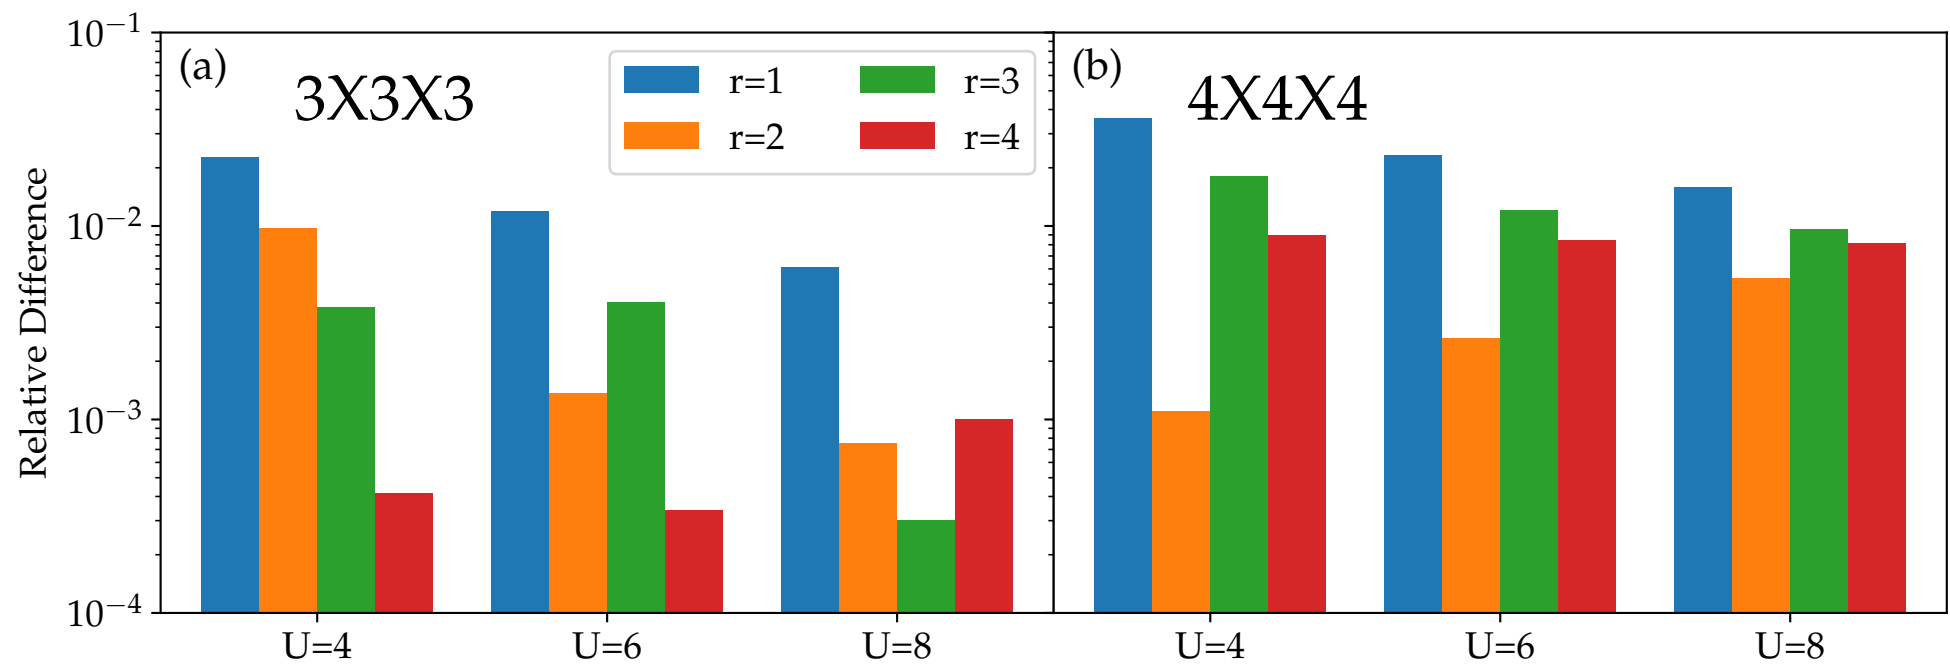 Relative Difference
10⁻¹
10⁻²
10⁻³
10⁻⁴
(a)
3X3X3
r=1
r=2
r=3
r=4
U=4
U=6
U=8
(b)
4X4X4
U=4
U=6
U=8